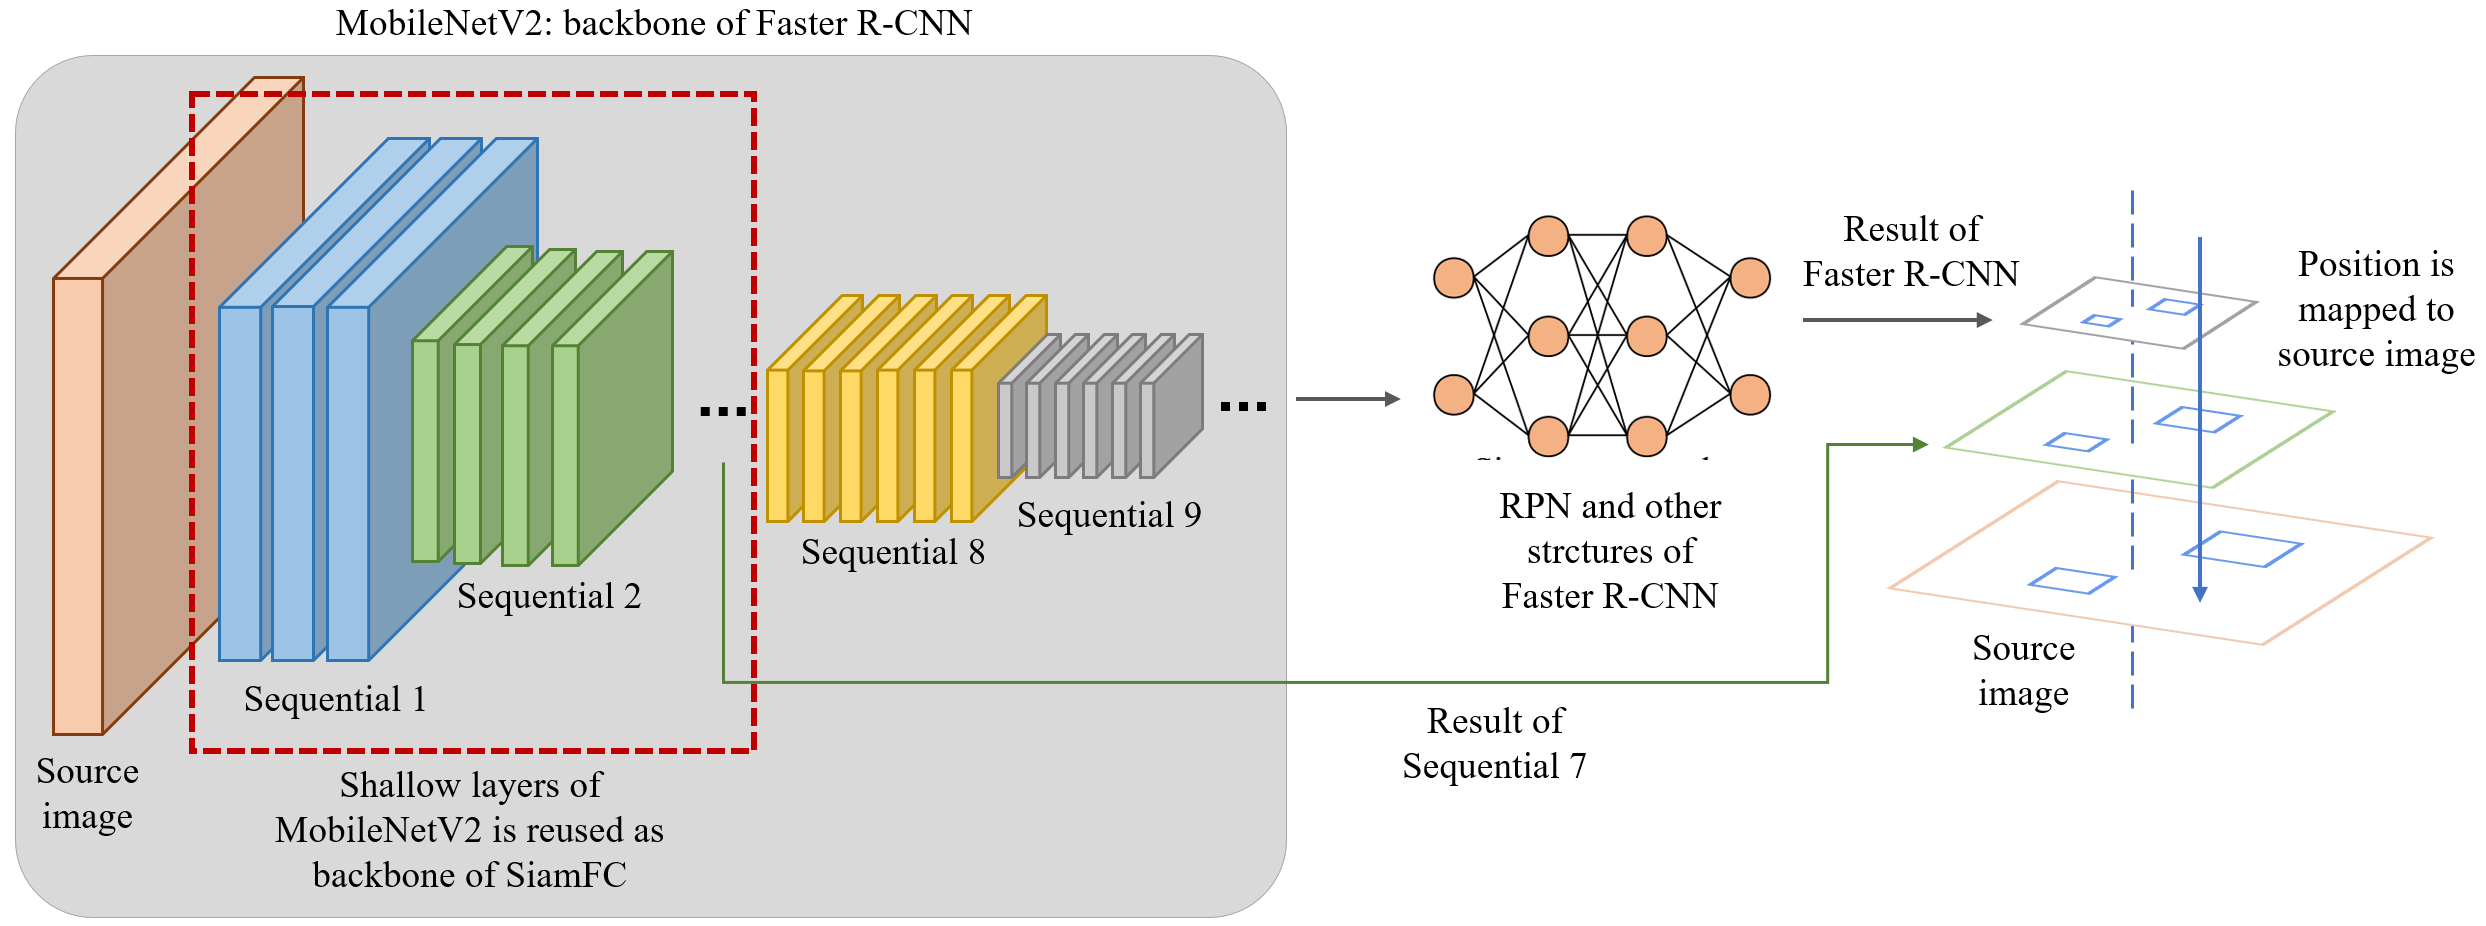 MobileNetV2: backbone of Faster R-CNN
Source
image
Sequential 1
Sequential 2
Shallow layers of
MobileNetV2 is reused as
backbone of SiamFC
Sequential 8
Sequential 9
RPN and other
strctures of
Faster R-CNN
Result of
Faster R-CNN
Position is
mapped to
source image
Source
image
Result of
Sequential 7